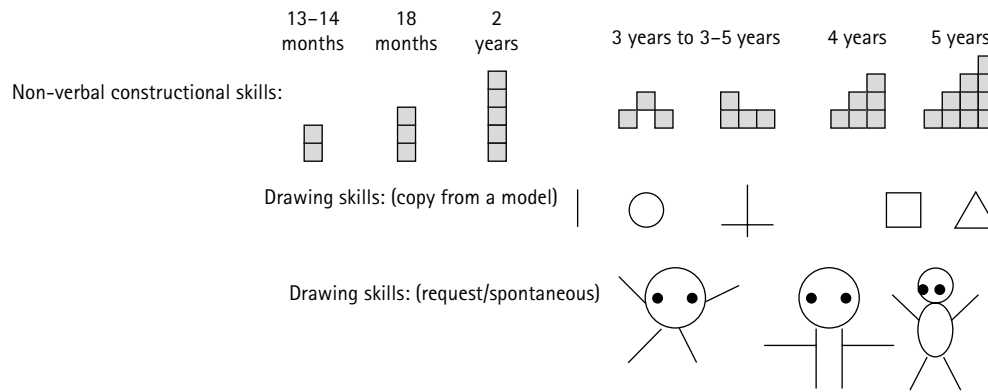 13–14 months
18 months
2 years
3 years to 3–5 years
4 years
5 years
Non-verbal constructional skills:
Drawing skills: (copy from a model)
Drawing skills: (request/spontaneous)